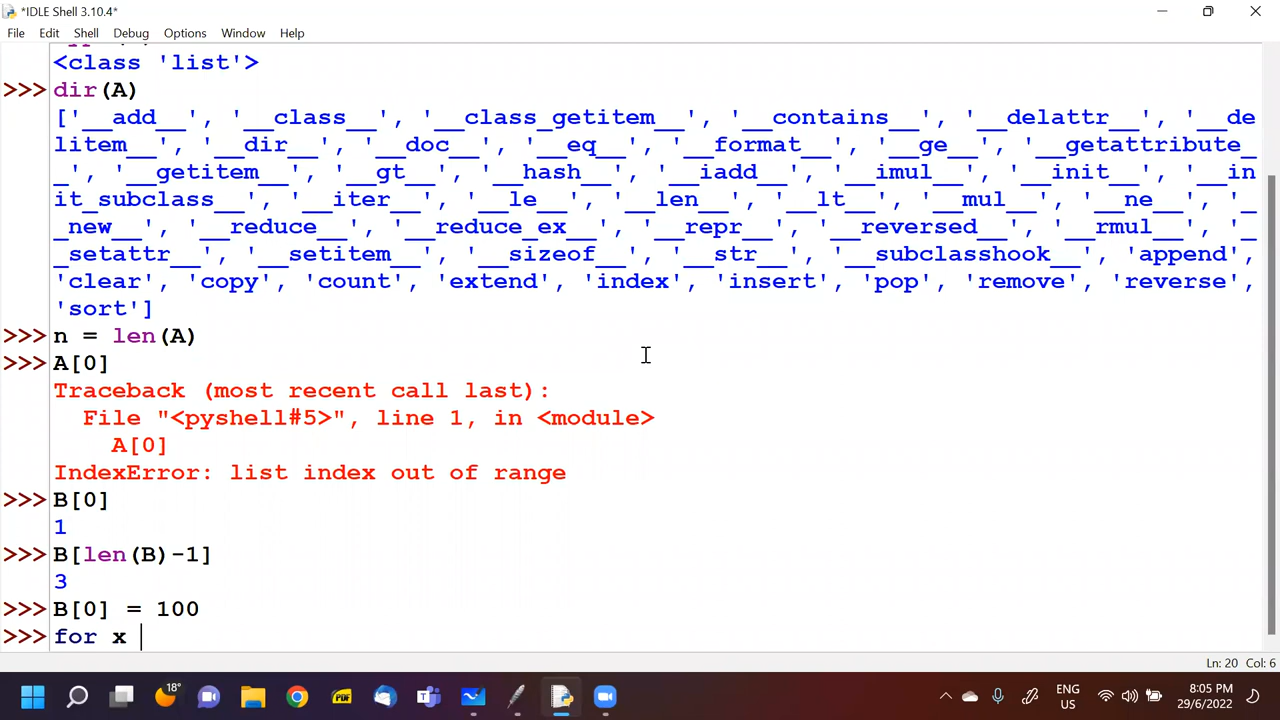 *IDLE Shell 3.10.4*
File Edit Shell Debug Options Window Help
<class 'list'>
>>> dir(A)
['__add__', '__class__', '__class_getitem__', '__contains__', '__delattr__', '__de
litem__', '__dir__', '__doc__', '__eq__', '__format__', '__ge__', '__getattribute_
_', '__getitem__', '__gt__', '__hash__', '__iadd__', '__imul__', '__init__', '__in
it_subclass__', '__iter__', '__le__', '__len__', '__lt__', '__mul__', '__ne__', '_
_new__', '__reduce__', '__reduce_ex__', '__repr__', '__reversed__', '__rmul__', '_
_setattr__', '__setitem__', '__sizeof__', '__str__', '__subclasshook__', 'append',
'clear', 'copy', 'count', 'extend', 'index', 'insert', 'pop', 'remove', 'reverse',
'sort']
>>> n = len(A)
>>> A[0]
Traceback (most recent call last):
File "<pyshell#5>", line 1, in <module>
A[0]
IndexError: list index out of range
>>> B[0]
1
>>> B[len(B)-1]
3
>>> B[0] = 100
>>> for x
Ln: 20 Col: 6
18°
PDF
ENG
US
8:05 PM
29/6/2022